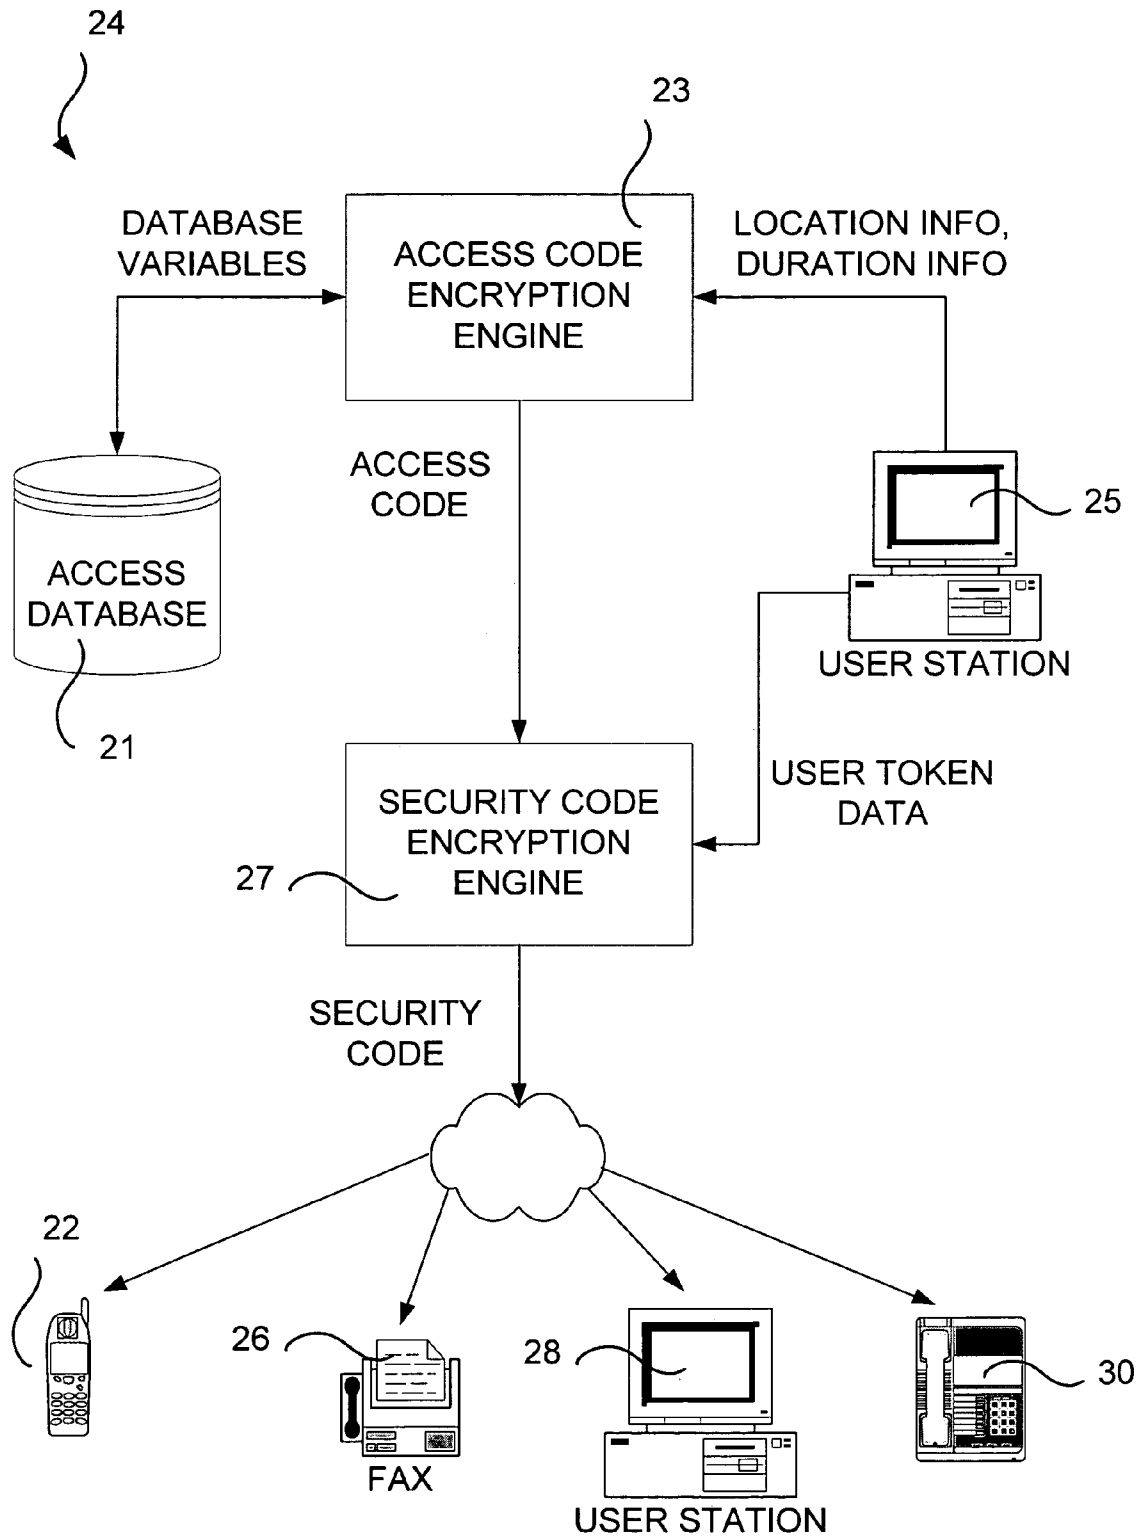 24
23
DATABASE
VARIABLES
ACCESS CODE
ENCRYPTION
ENGINE
LOCATION INFO,
DURATION INFO
ACCESS
CODE
25
ACCESS
DATABASE
USER STATION
21
USER TOKEN
DATA
SECURITY CODE
ENCRYPTION
ENGINE
27
SECURITY
CODE
22
26
28
30
FAX
USER STATION